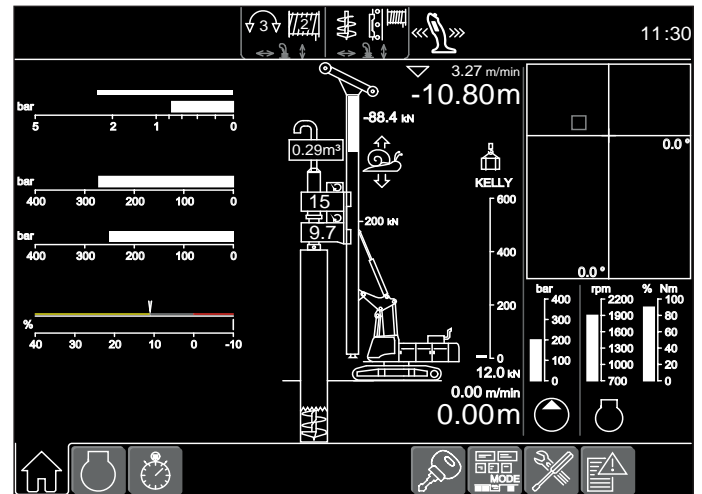 3 2 11:30
3.27 m/min
-10.80m
bar
5 2 1 0
-88.4 kN
0.29m³
0.0 °
KELLY
bar
400 300 200 100 0
15
600
200 kN
9.7
bar
400 300 200 100 0
400
0.0 °
200
bar rpm % Nm
400 2200 100
300 1900 80
200 1600 60
1300 40
100 1000 20
0 700 0
%
40 30 20 10 0 -10
0
12.0 kN
0.00 m/min
0.00m
MODE